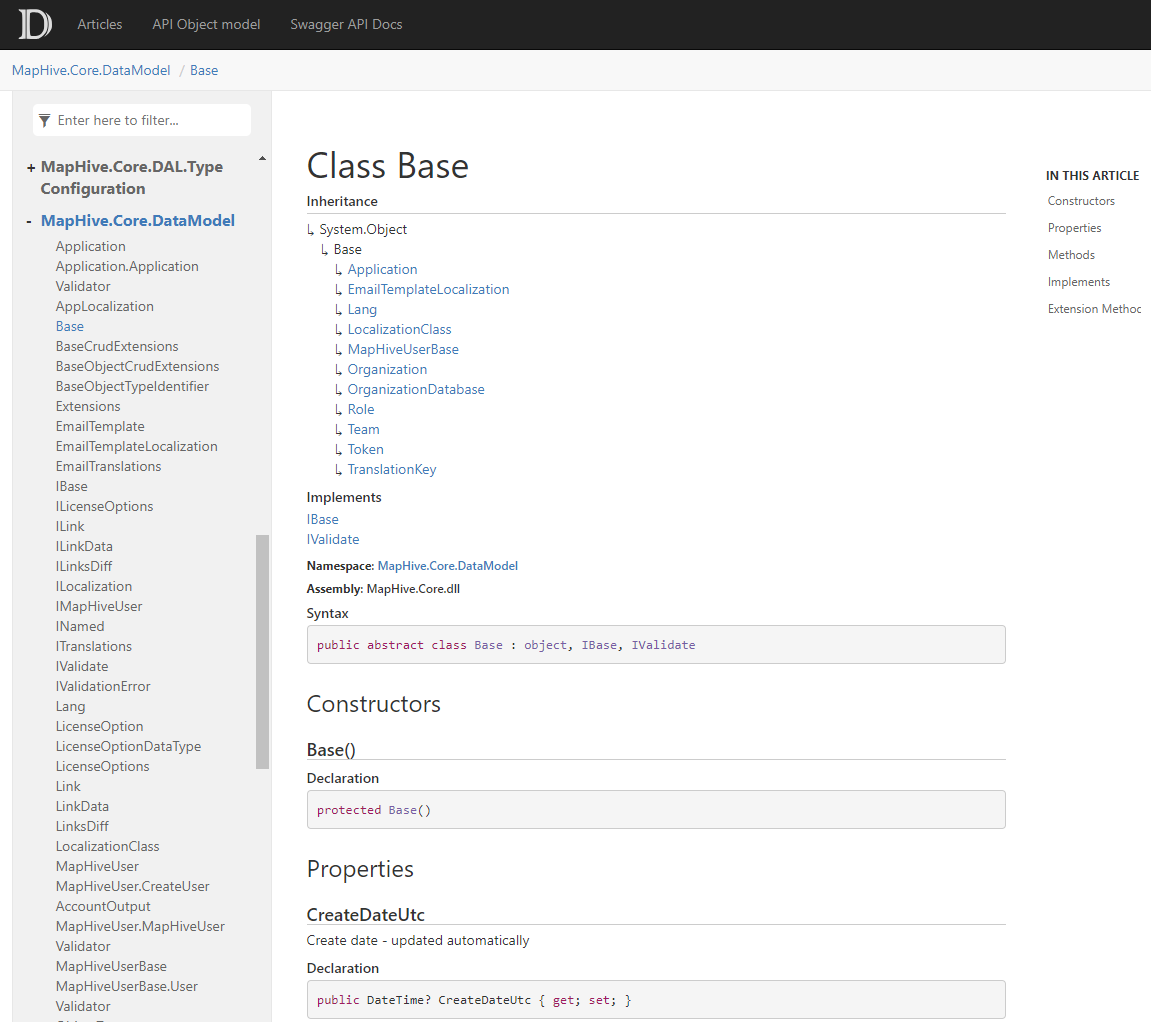 Articles API Object model Swagger API Docs
MapHive.Core.DataModel / Base
Enter here to filter...
+ MapHive.Core.DAL.Type
Configuration
- MapHive.Core.DataModel
Application
Application.Application
Validator
AppLocalization
Base
BaseCrudExtensions
BaseObjectCrudExtensions
BaseObjectTypeIdentifier
Extensions
EmailTemplate
EmailTemplateLocalization
EmailTranslations
IBase
ILicenseOptions
ILink
ILinkData
ILinksDiff
ILocalization
IMapHiveUser
INamed
ITranslations
IValidate
IValidationError
Lang
LicenseOption
LicenseOptionDataType
LicenseOptions
Link
LinkData
LinksDiff
LocalizationClass
MapHiveUser
MapHiveUser.CreateUser
AccountOutput
MapHiveUser.MapHiveUser
Validator
MapHiveUserBase
MapHiveUserBase.User
Validator
Class Base
Inheritance
↳ System.Object
↳ Base
↳ Application
↳ EmailTemplateLocalization
↳ Lang
↳ LocalizationClass
↳ MapHiveUserBase
↳ Organization
↳ OrganizationDatabase
↳ Role
↳ Team
↳ Token
↳ TranslationKey
Implements
IBase
IValidate
Namespace: MapHive.Core.DataModel
Assembly: MapHive.Core.dll
Syntax
public abstract class Base : object, IBase, IValidate
Constructors
Base()
Declaration
protected Base()
Properties
CreateDateUtc
Create date - updated automatically
Declaration
public DateTime? CreateDateUtc { get; set; }
IN THIS ARTICLE
Constructors
Properties
Methods
Implements
Extension Methoc